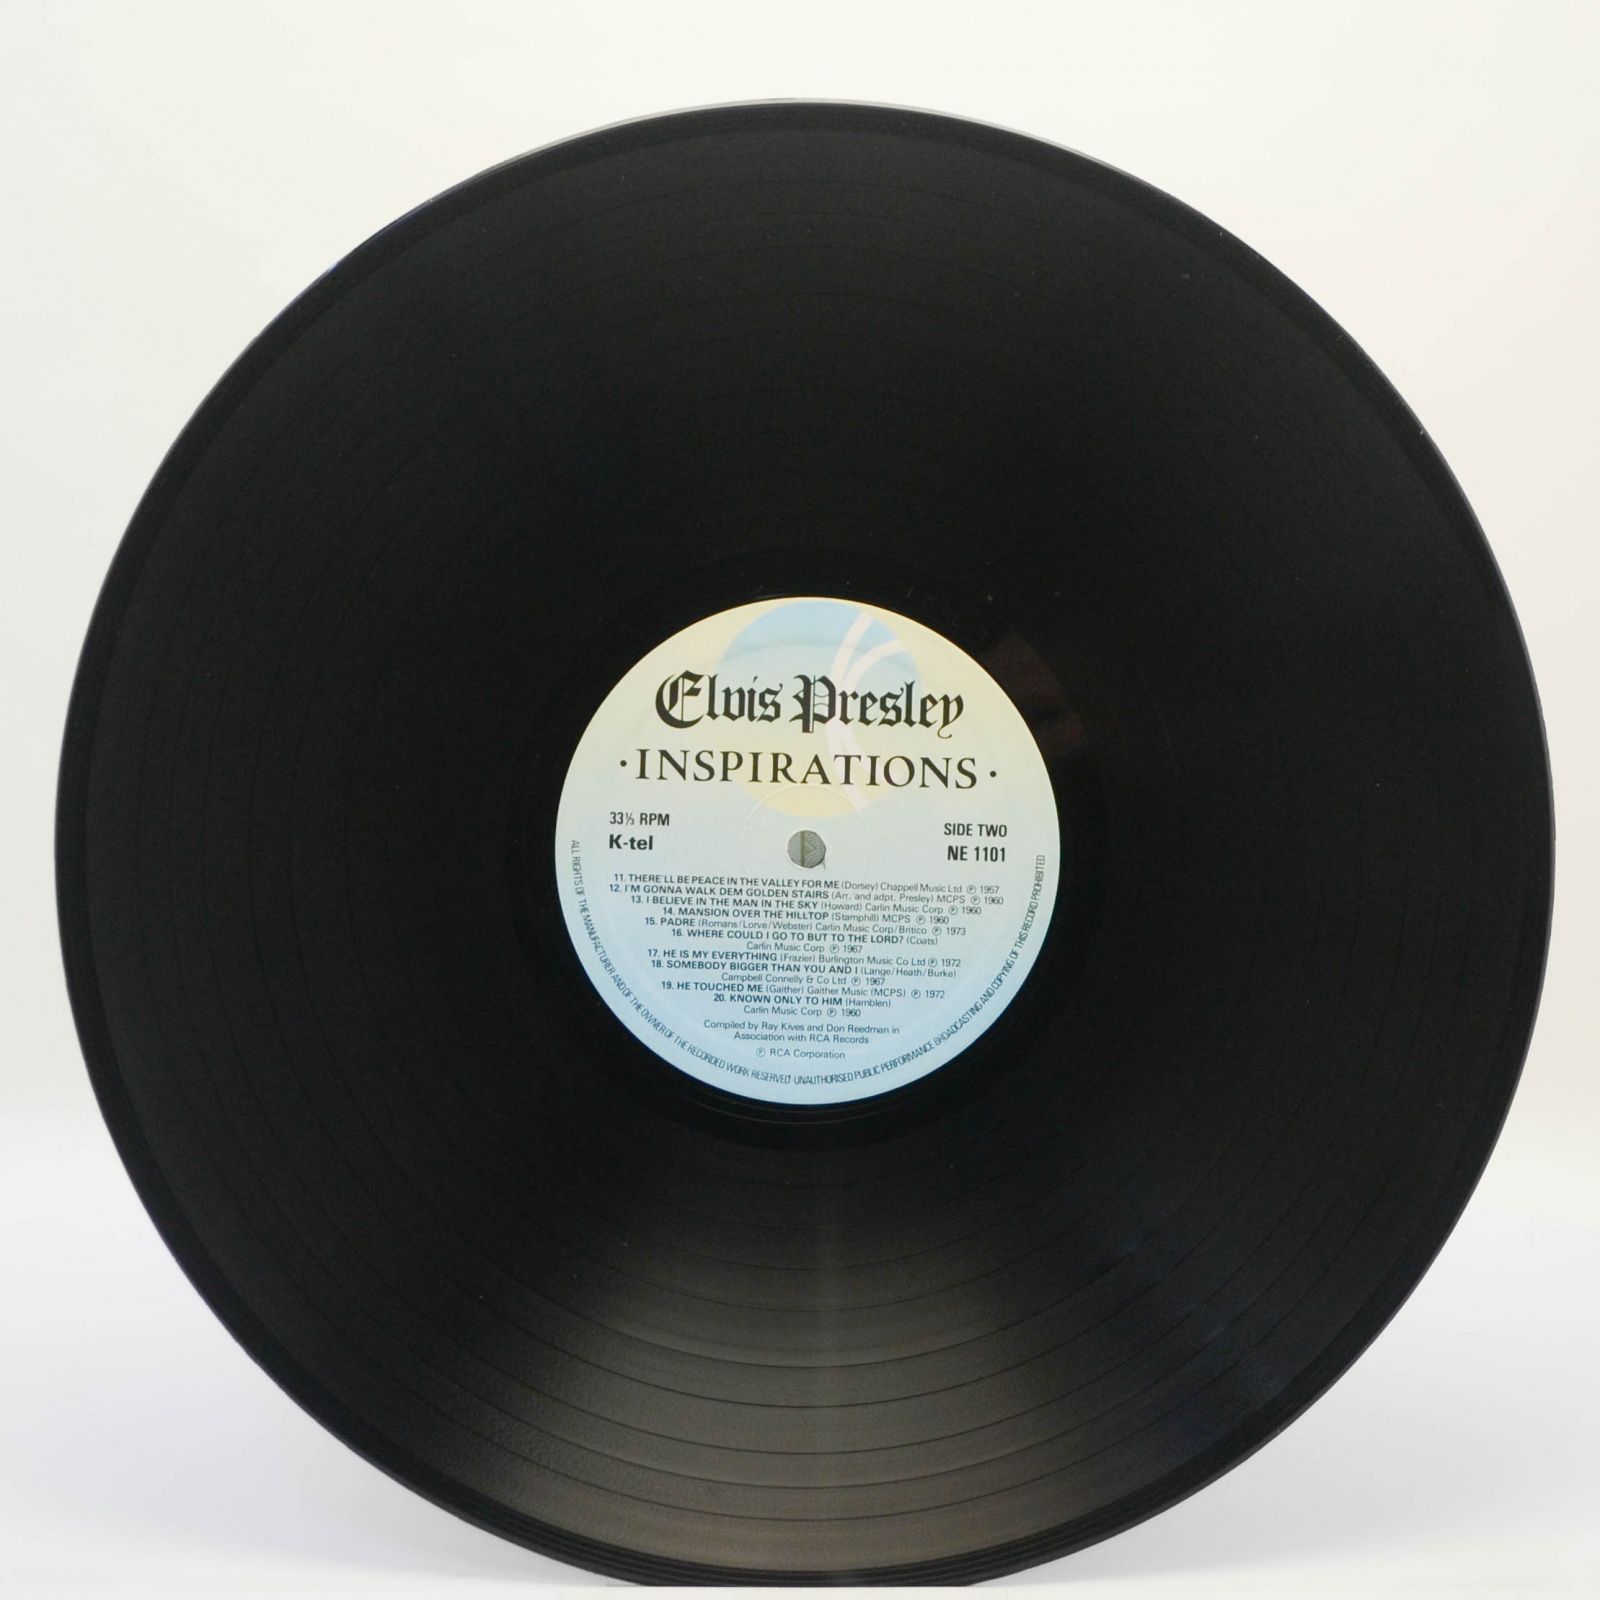 Elvis Presley
·INSPIRATIONS·
33⅓ RPM
K-tel
SIDE TWO
NE 1101
11. THERE'LL BE PEACE IN THE VALLEY FOR ME (Dorsey) Chappell Music Ltd ℗ 1957
12. I'M GONNA WALK DEM GOLDEN STAIRS (Arr. and adpt. Presley) MCPS ℗ 1960
13. I BELIEVE IN THE MAN IN THE SKY (Howard) Carlin Music Corp ℗ 1960
14. MANSION OVER THE HILLTOP (Stamphill) MCPS ℗ 1960
15. PADRE (Romans/Lorve/Webster) Carlin Music Corp/Britico ℗ 1973
16. WHERE COULD I GO TO BUT TO THE LORD? (Coats)
Carlin Music Corp ℗ 1967
17. HE IS MY EVERYTHING (Frazier) Burlington Music Co Ltd ℗ 1972
18. SOMEBODY BIGGER THAN YOU AND I (Lange/Heath/Burke)
Campbell Connelly & Co Ltd ℗ 1967
19. HE TOUCHED ME (Gaither) Gaither Music (MCPS) ℗ 1972
20. KNOWN ONLY TO HIM (Hamblen)
Carlin Music Corp ℗ 1960
Compiled by Ray Kives and Don Reedman in
Association with RCA Records
℗ RCA Corporation
ALL RIGHTS OF THE MANUFACTURER AND OF THE OWNER OF THE RECORDED WORK RESERVED UNAUTHORISED PUBLIC PERFORMANCE BROADCASTING AND COPYING OF THIS RECORD PROHIBITED